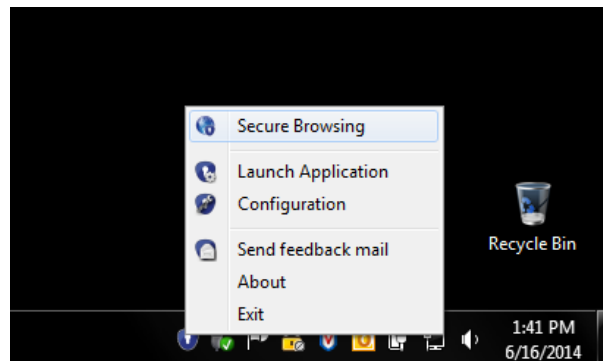 Secure Browsing
Launch Application
Configuration
Send feedback mail
About
Exit
Recycle Bin
1:41 PM
6/16/2014